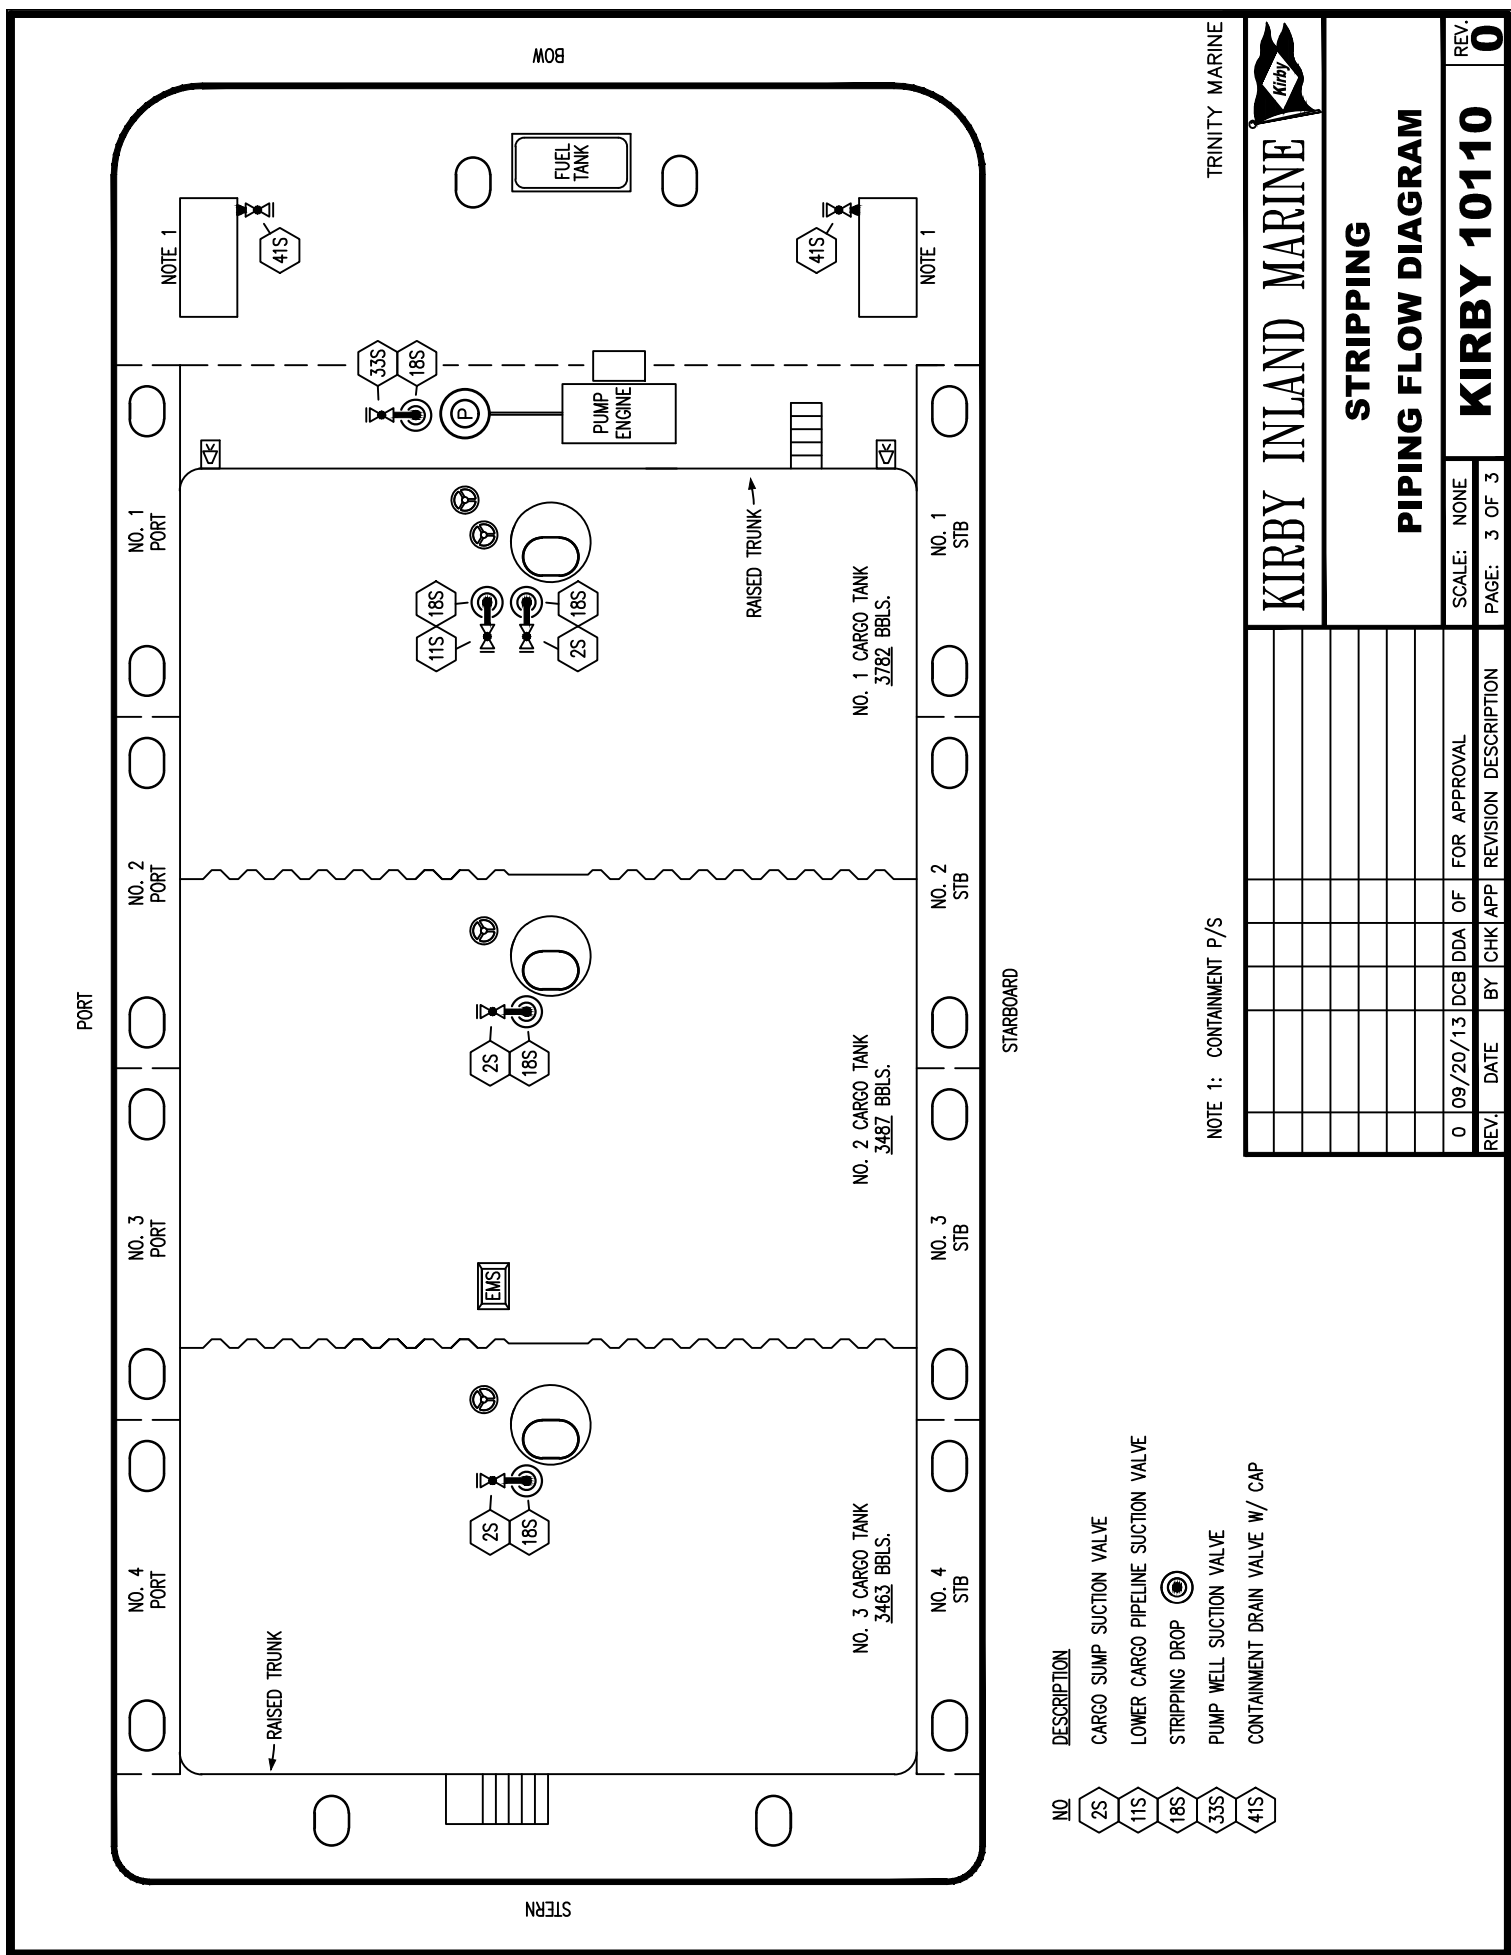 STERN
BOW
PORT
STARBOARD
RAISED TRUNK
NO. 4
PORT
NO. 3
PORT
NO. 2
PORT
NO. 1
PORT
NOTE 1
41S
33S
18S
P
PUMP
ENGINE
FUEL
TANK
2S
18S
EMS
2S
18S
11S
18S
2S
18S
RAISED TRUNK
41S
NOTE 1
NO. 3 CARGO TANK
3463 BBLS.
NO. 2 CARGO TANK
3487 BBLS.
NO. 1 CARGO TANK
3782 BBLS.
NO. 4
STB
NO. 3
STB
NO. 2
STB
NO. 1
STB
NO DESCRIPTION
2S CARGO SUMP SUCTION VALVE
11S LOWER CARGO PIPELINE SUCTION VALVE
18S STRIPPING DROP
33S PUMP WELL SUCTION VALVE
41S CONTAINMENT DRAIN VALVE W/ CAP
NOTE 1: CONTAINMENT P/S
TRINITY MARINE
KIRBY INLAND MARINE
Kirby
STRIPPING
PIPING FLOW DIAGRAM
0 09/20/13 DCB DDA OF FOR APPROVAL
REV. DATE BY CHK APP REVISION DESCRIPTION
SCALE: NONE
PAGE: 3 OF 3
KIRBY 10110
REV.
0